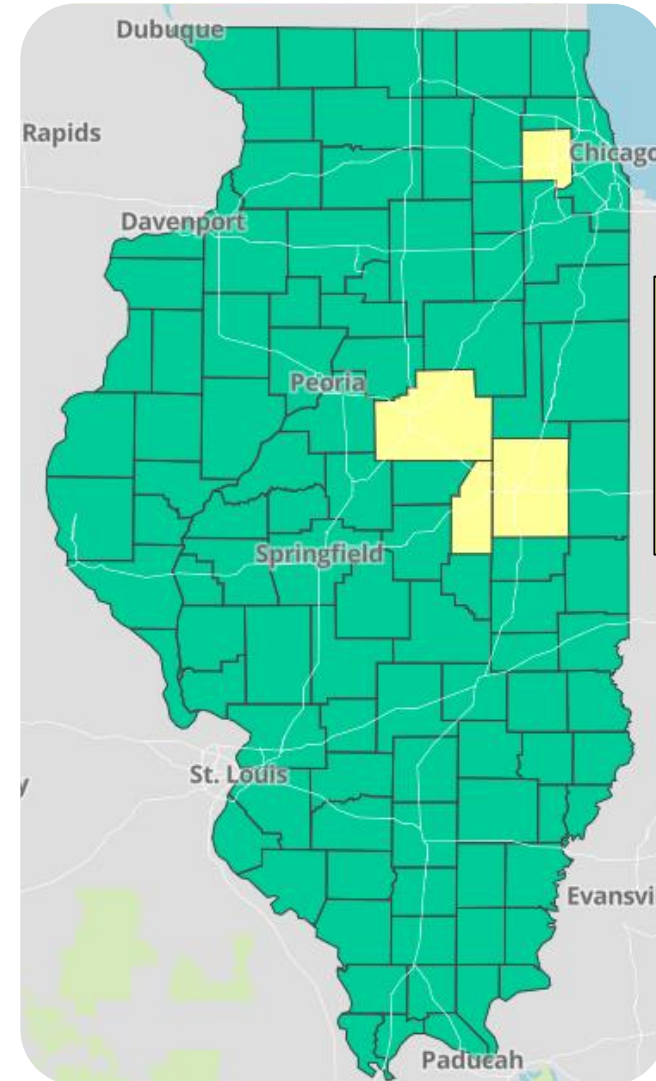 Dubuque
Rapids
Chicago
Davenport
Peoria
Springfield
St. Louis
Evansvi
Paducah